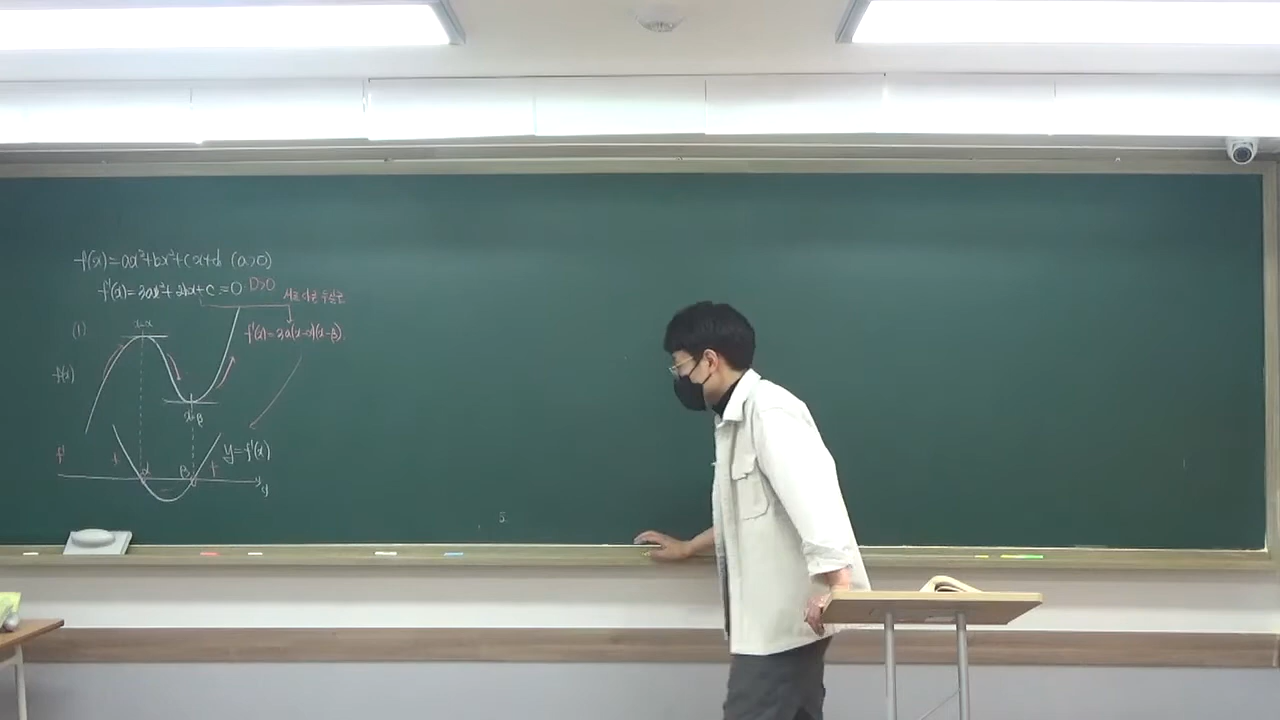 f(x)=ax³+bx²+cx+d (a>0)
f'(x)=3ax²+2bx+c=0 D>0
서로 다른 두실근
(1)
x=α
f'(x)=3a(x-α)(x-β)
f(x)
x=β
f'
y=f'(x)
+
α
β
+
-